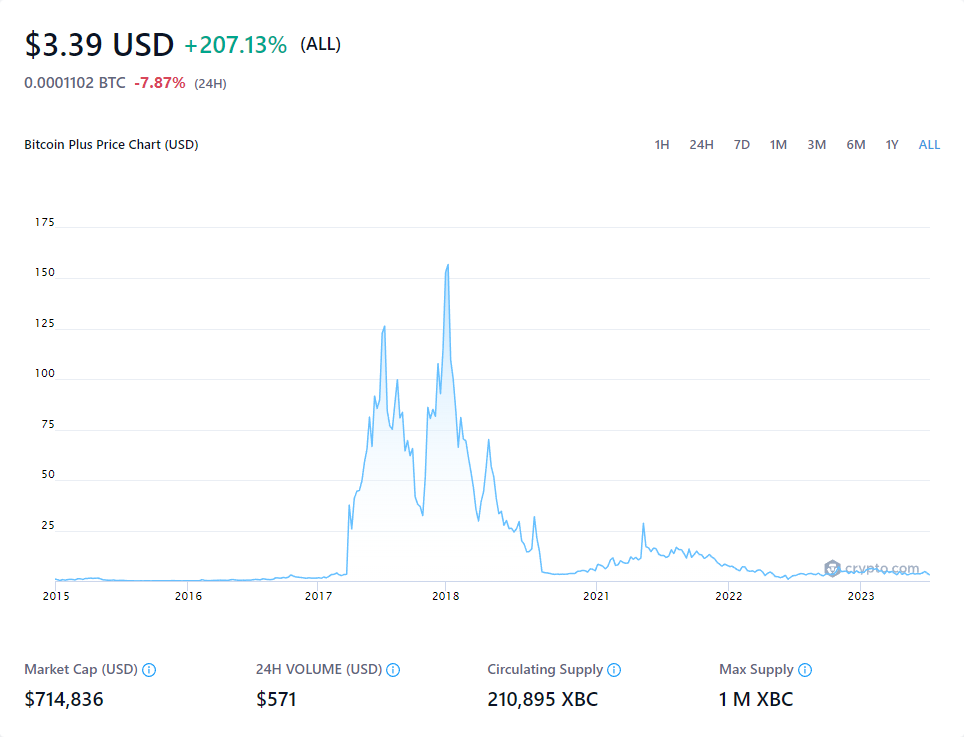 $3.39 USD +207.13% (ALL)
0.0001102 BTC -7.87% (24H)
Bitcoin Plus Price Chart (USD) 1H 24H 7D 1M 3M 6M 1Y ALL
175
150
125
100
75
50
25
crypto.com
2015 2016 2017 2018 2021 2022 2023
Market Cap (USD) 24H VOLUME (USD) Circulating Supply Max Supply
$714,836 $571 210,895 XBC 1 M XBC